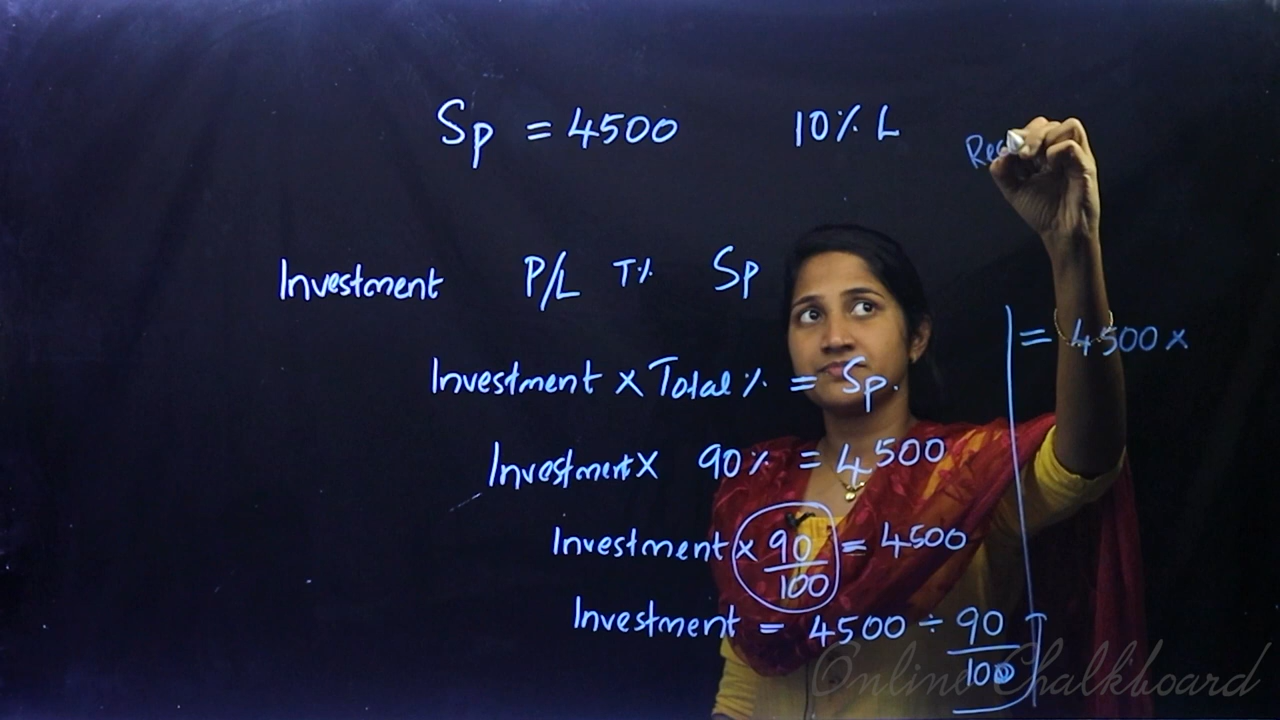 Sp = 4500 10% L
Rec
Investment P/L T% Sp
= 4500 ×
Investment × Total % = Sp.
Investment × 90% = 4500
Investment × 90/100 = 4500
Investment = 4500 ÷ 90/100
Online Chalkboard